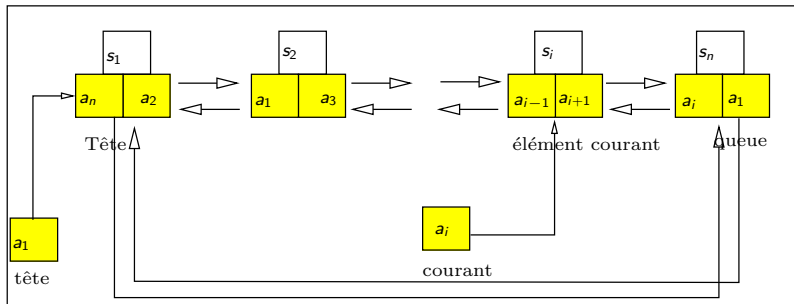 s₁ s₂ sᵢ sₙ
aₙ a₂ a₁ a₃ aᵢ₋₁ aᵢ₊₁ aᵢ a₁
Tête élément courant queue
a₁ aᵢ
tête courant